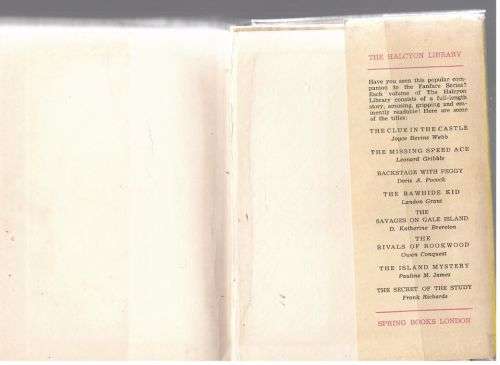 THE HALCYON LIBRARY
Have you seen this popular com-
panion to the Fanfare Series?
Each volume of The Halcyon
Library consists of a full-length
story, amusing, gripping and em-
inently readable! Here are some
of the titles:
THE CLUE IN THE CASTLE
Joyce Bevins Webb
THE MISSING SPEED ACE
Leonard Gribble
BACKSTAGE WITH PEGGY
Doris A. Pocock
THE RAWHIDE KID
Landon Grant
THE
SAVAGES ON GALE ISLAND
D. Katherine Brereton
THE
RIVALS OF ROOKWOOD
Owen Conquest
THE ISLAND MYSTERY
Pauline M. James
THE SECRET OF THE STUDY
Frank Richards
SPRING BOOKS LONDON